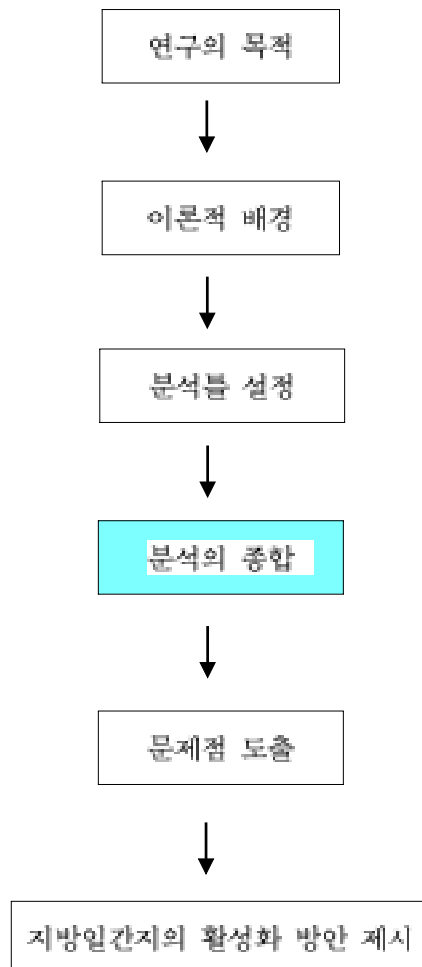 연구의 목적
이론적 배경
분석틀 설정
분석의 종합
문제점 도출
지방일간지의 활성화 방안 제시